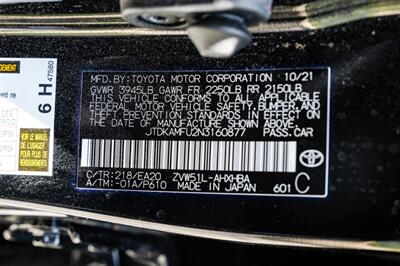 MFD.BY:TOYOTA MOTOR CORPORATION 10/21
GVWR 3945LB GAWR FR 2250LB RR 2150LB
THIS VEHICLE CONFORMS TO ALL APPLICABLE
FEDERAL MOTOR VEHICLE SAFETY, BUMPER, AND
THEFT PREVENTION STANDARDS IN EFFECT ON
THE DATE OF MANUFACTURE SHOWN ABOVE.
JTDKAMFU2N3160877 PASS.CAR
C/TR:218/EA20 ZVW51L-AHXHBA
A/TM:-01A/P610 MADE IN JAPAN 601 C
6 H 47580